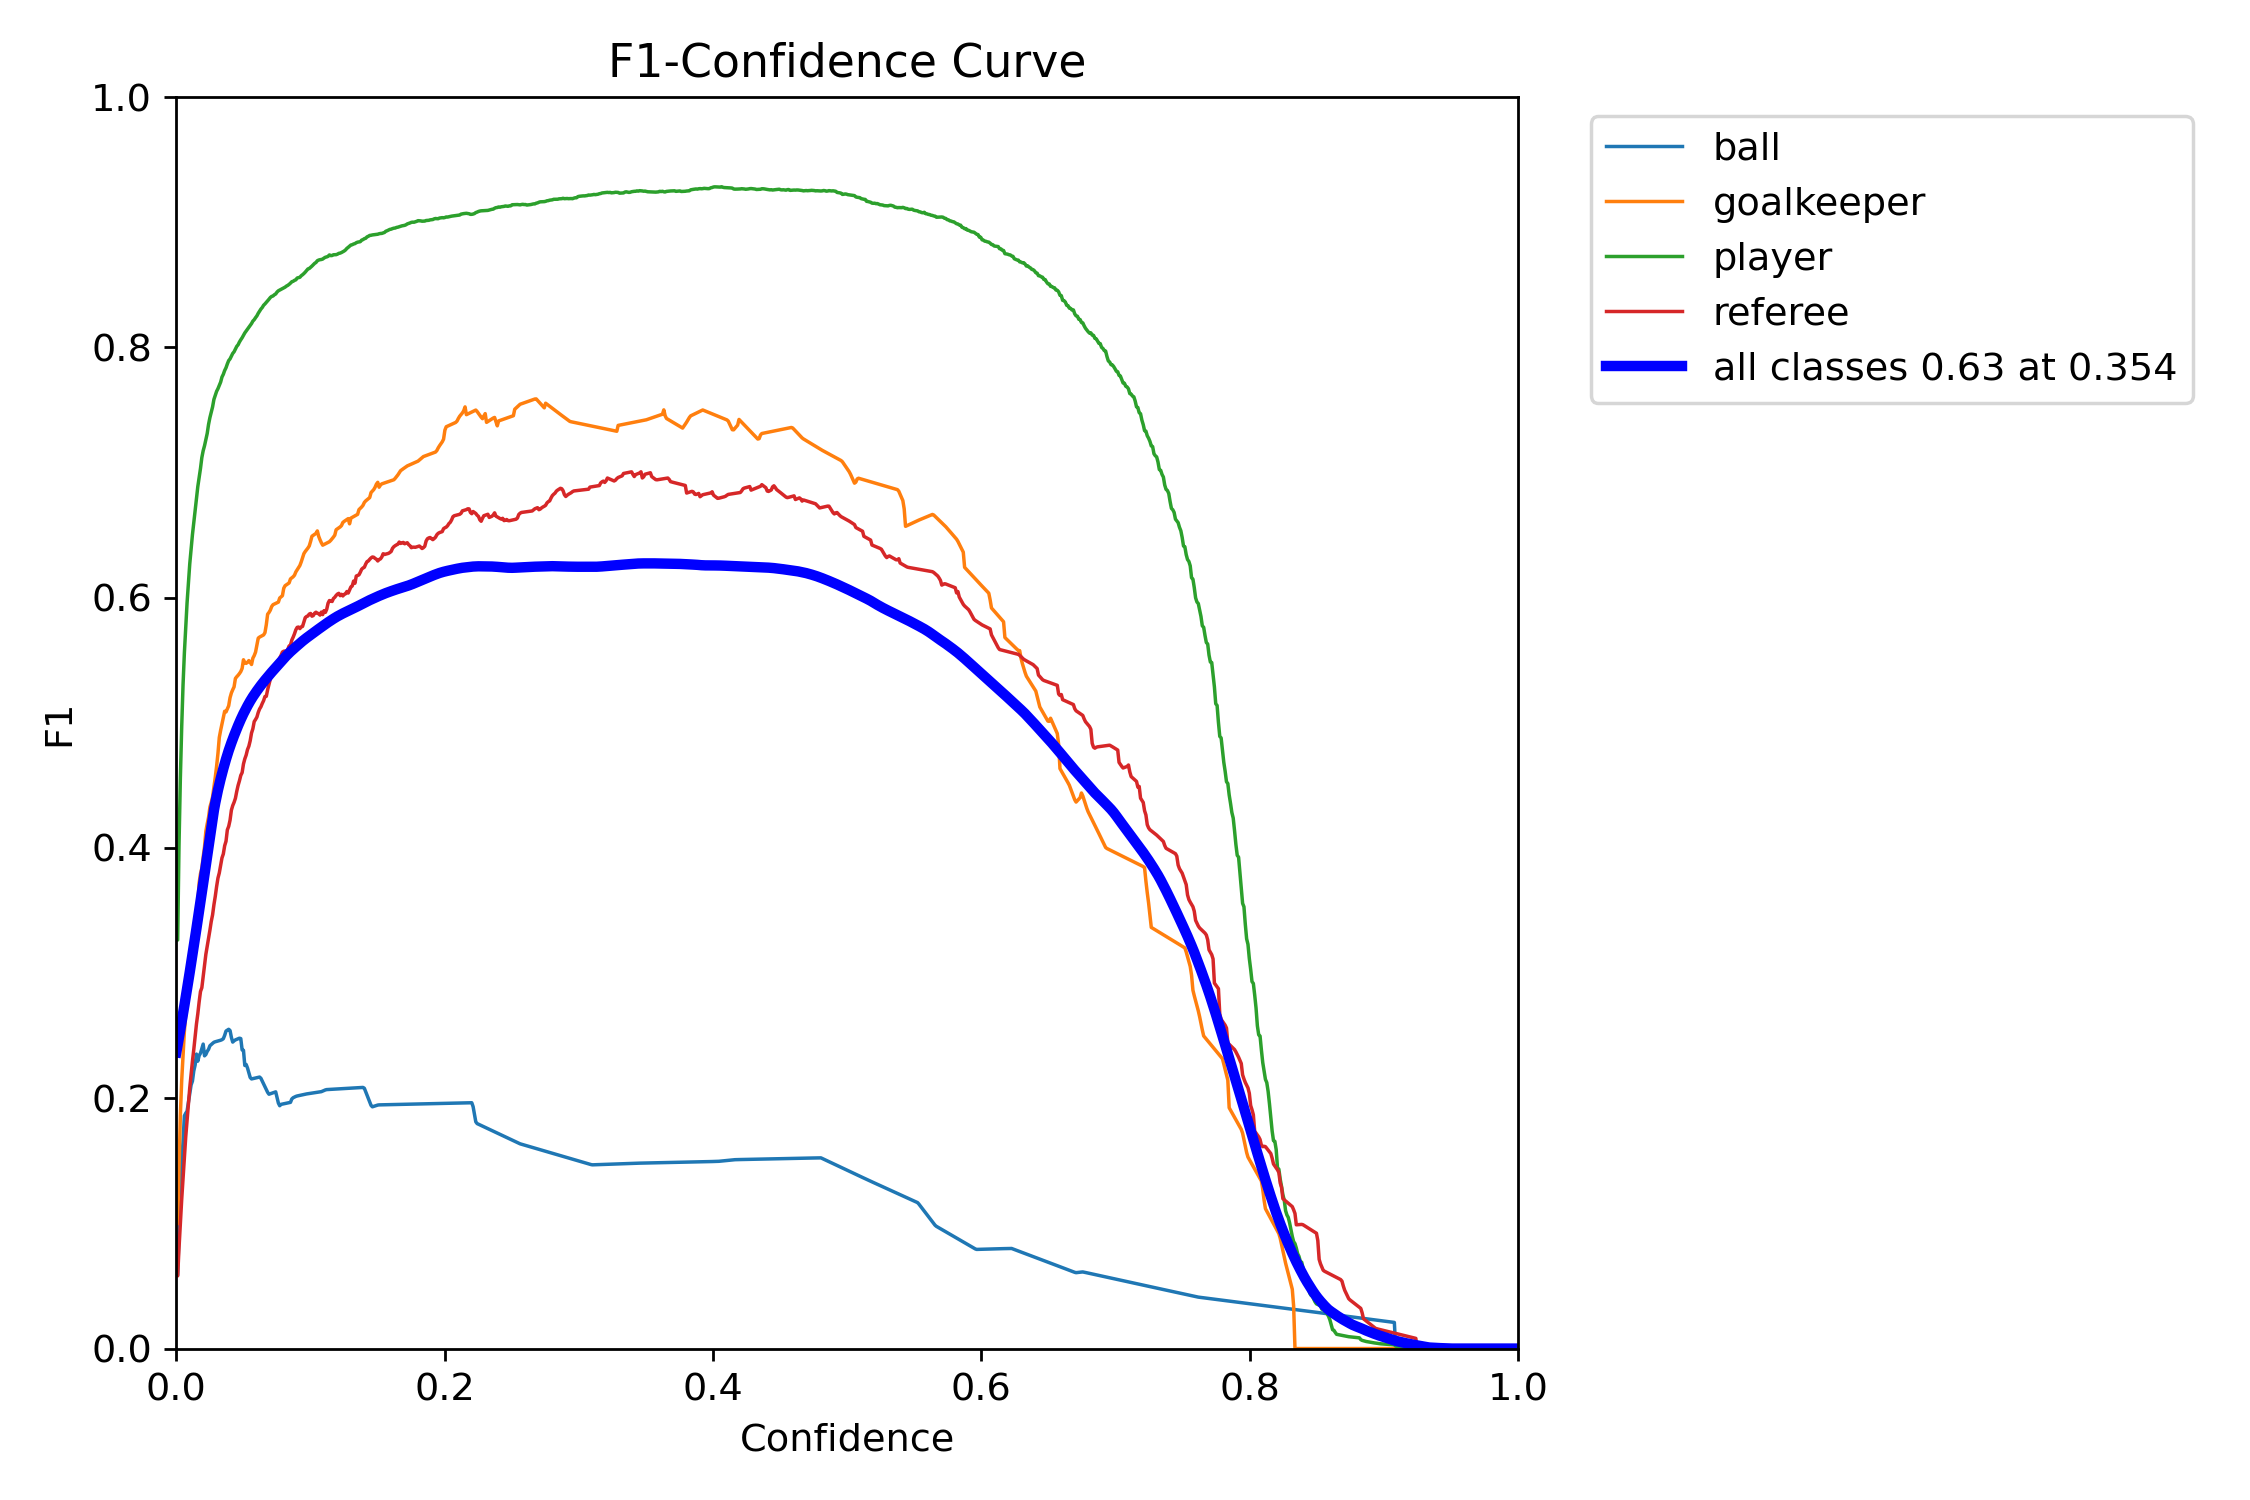 F1-Confidence Curve
1.0
0.8
0.6
0.4
0.2
0.0
F1
0.0 0.2 0.4 0.6 0.8 1.0
Confidence
ball
goalkeeper
player
referee
all classes 0.63 at 0.354